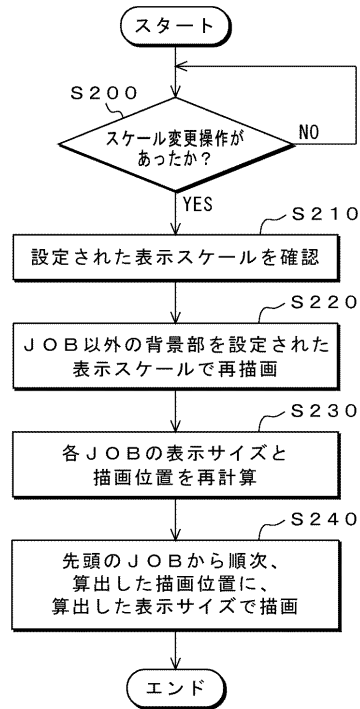 スタート
S200
スケール変更操作が
あったか？
NO
YES
S210
設定された表示スケールを確認
S220
JOB以外の背景部を設定された
表示スケールで再描画
S230
各JOBの表示サイズと
描画位置を再計算
S240
先頭のJOBから順次、
算出した描画位置に、
算出した表示サイズで描画
エンド